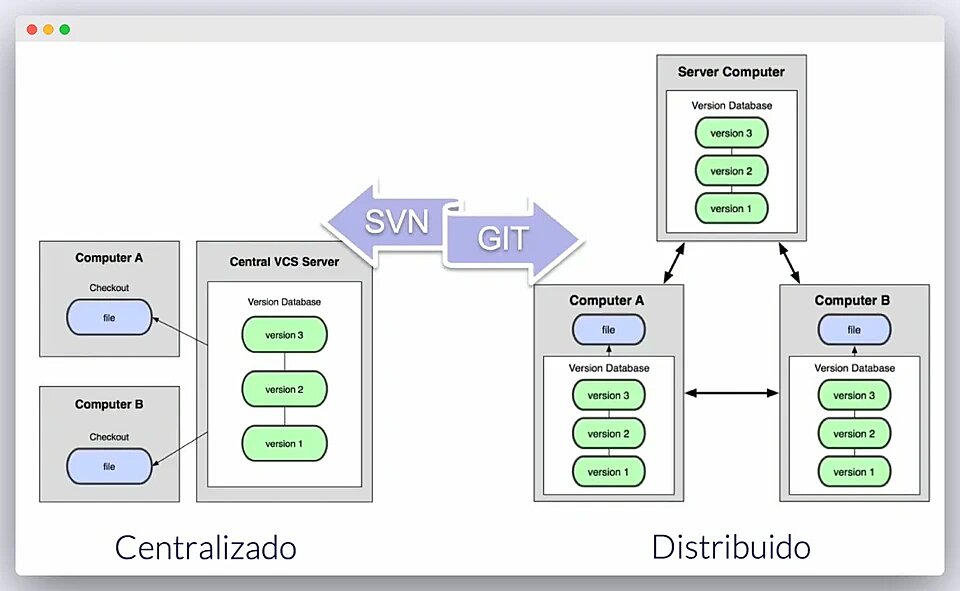 SVN
GIT
Computer A
Checkout
file
Computer B
Checkout
file
Central VCS Server
Version Database
version 3
version 2
version 1
Centralizado
Server Computer
Version Database
version 3
version 2
version 1
Computer A
file
Version Database
version 3
version 2
version 1
Computer B
file
Version Database
version 3
version 2
version 1
Distribuido